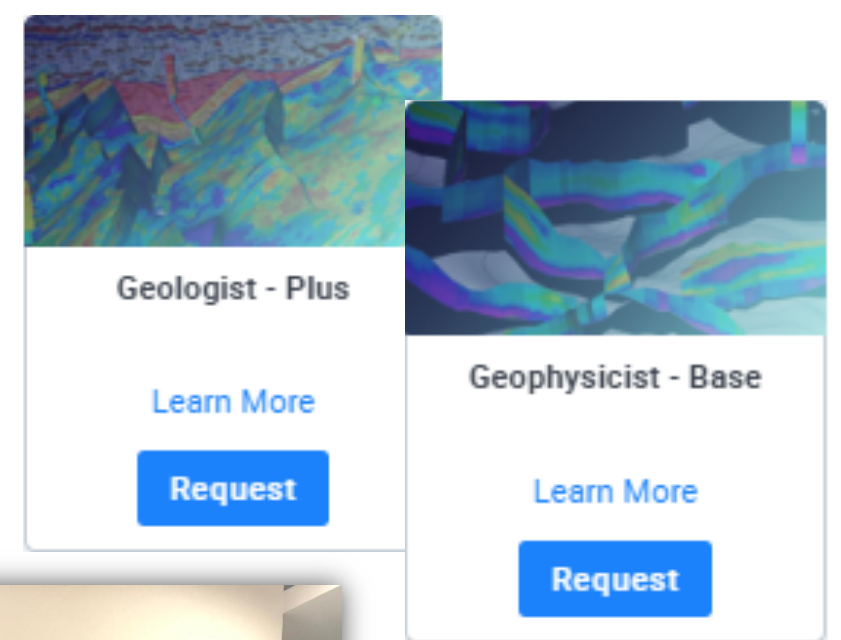 Geologist - Plus
Learn More
Request
Geophysicist - Base
Learn More
Request